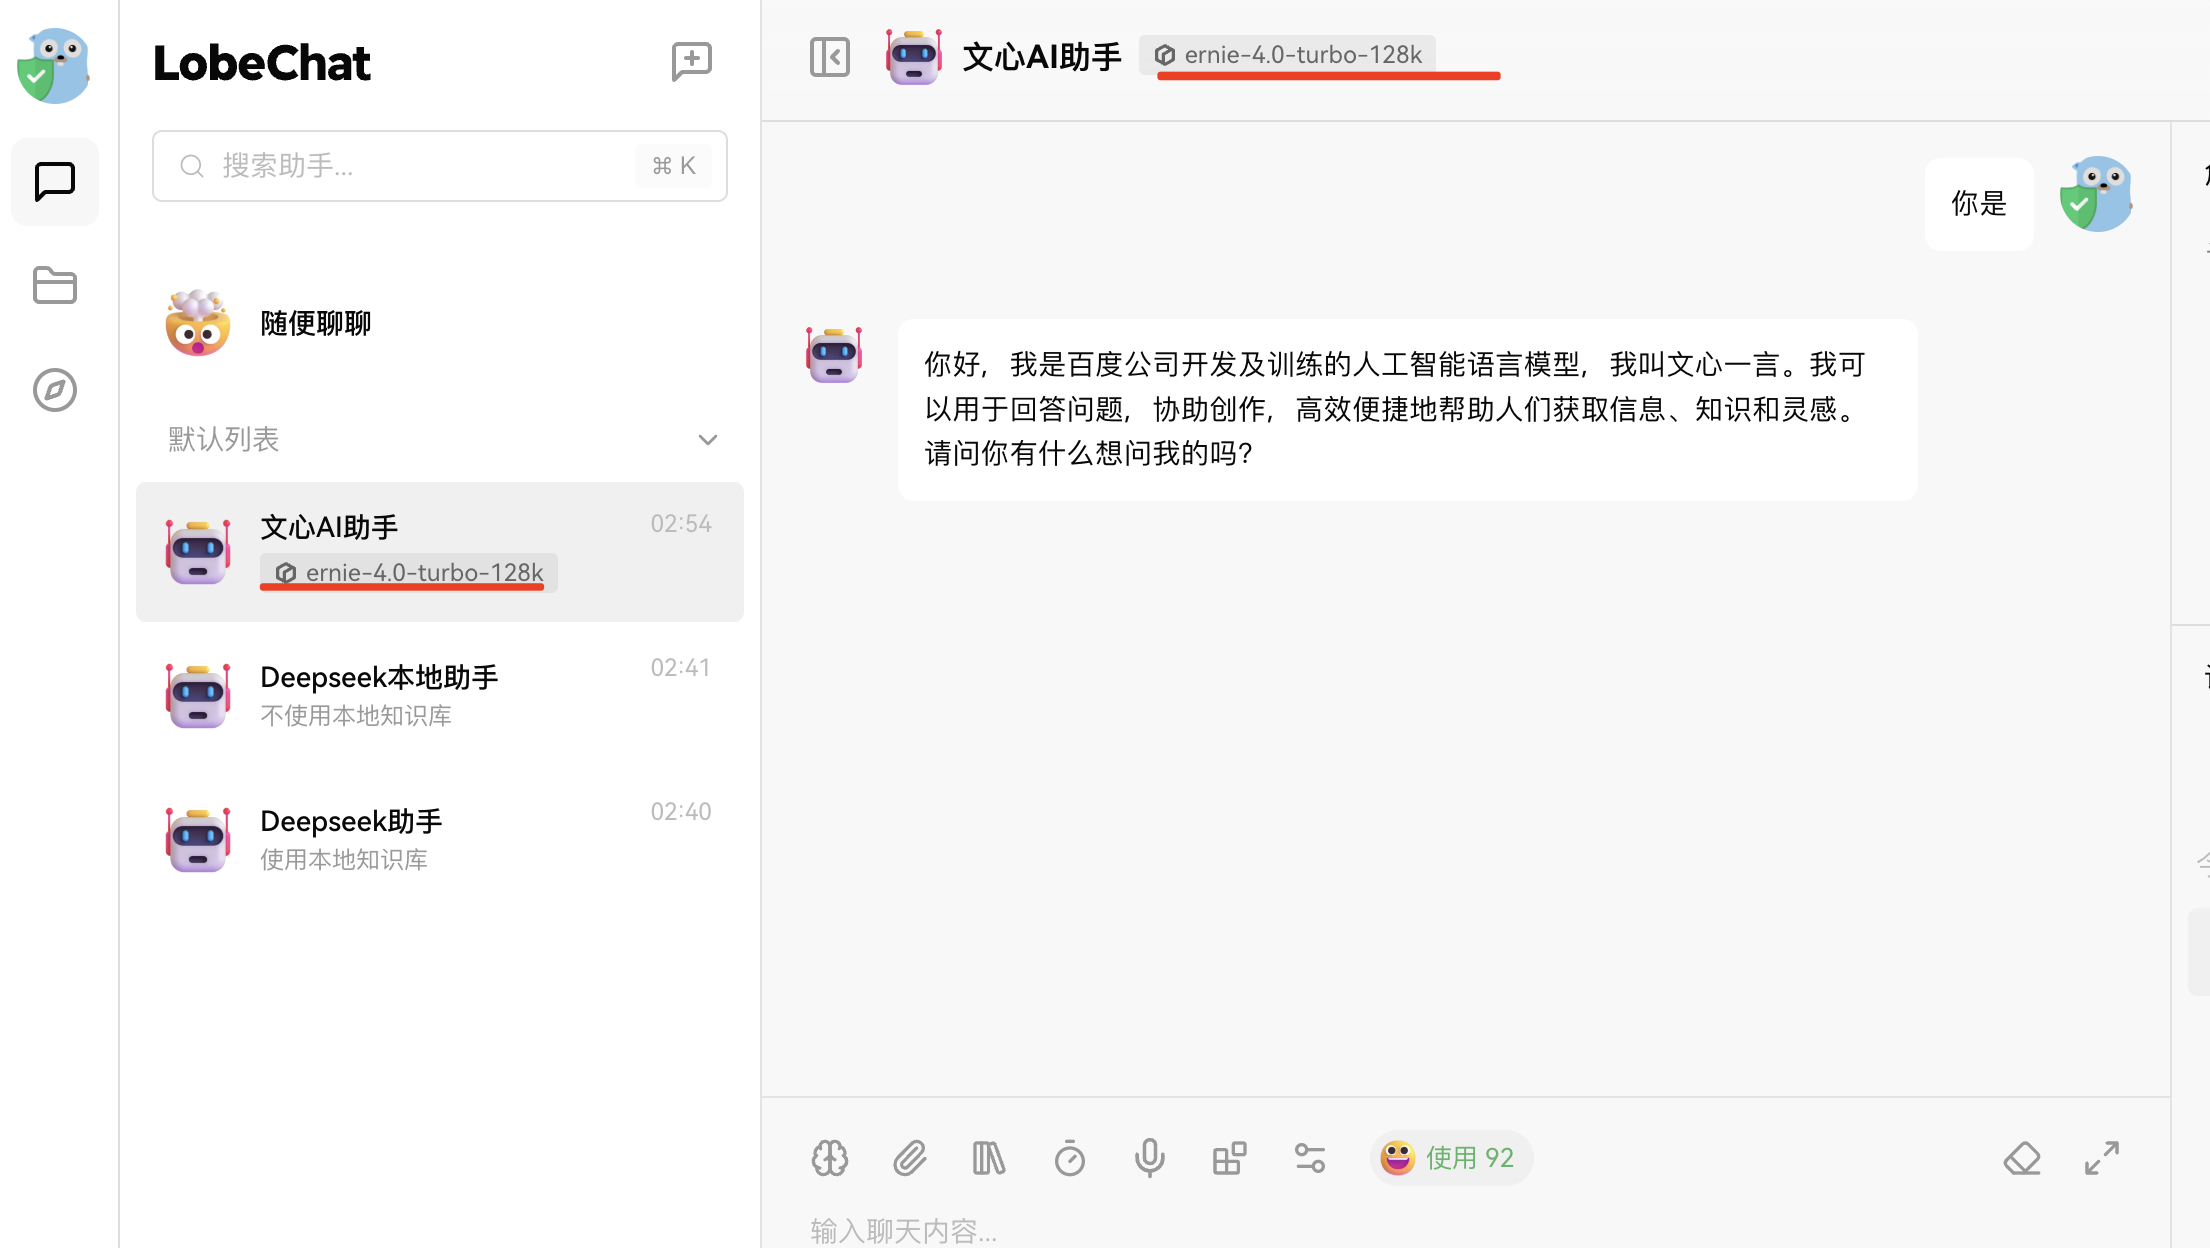 LobeChat
搜索助手...
⌘ K
随便聊聊
默认列表
文心AI助手
02:54
ernie-4.0-turbo-128k
Deepseek本地助手
02:41
不使用本地知识库
Deepseek助手
02:40
使用本地知识库
文心AI助手
ernie-4.0-turbo-128k
你是
你好，我是百度公司开发及训练的人工智能语言模型，我叫文心一言。我可
以用于回答问题，协助创作，高效便捷地帮助人们获取信息、知识和灵感。
请问你有什么想问我的吗？
使用 92
输入聊天内容...